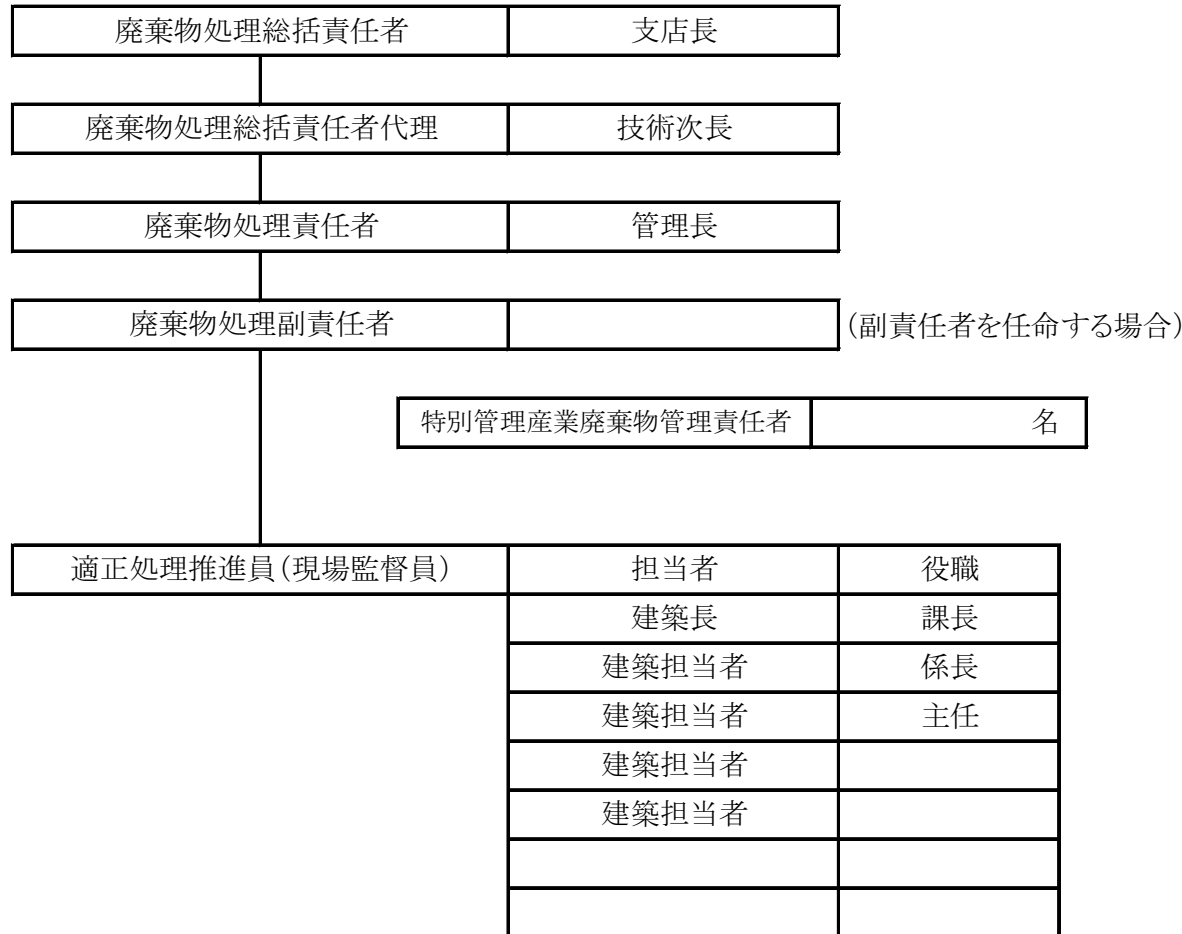 廃棄物処理総括責任者 支店長
廃棄物処理総括責任者代理 技術次長
廃棄物処理責任者 管理長
廃棄物処理副責任者 (副責任者を任命する場合)
特別管理産業廃棄物管理責任者 名
適正処理推進員(現場監督員) 担当者 役職
建築長 課長
建築担当者 係長
建築担当者 主任
建築担当者
建築担当者